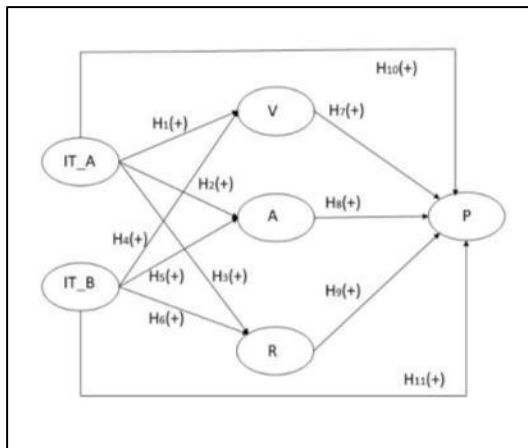 H10(+)
V
H1(+)
H7(+)
IT_A
H2(+)
A
H8(+)
P
H4(+)
IT_B
H5(+)
H3(+)
H9(+)
H6(+)
R
H11(+)